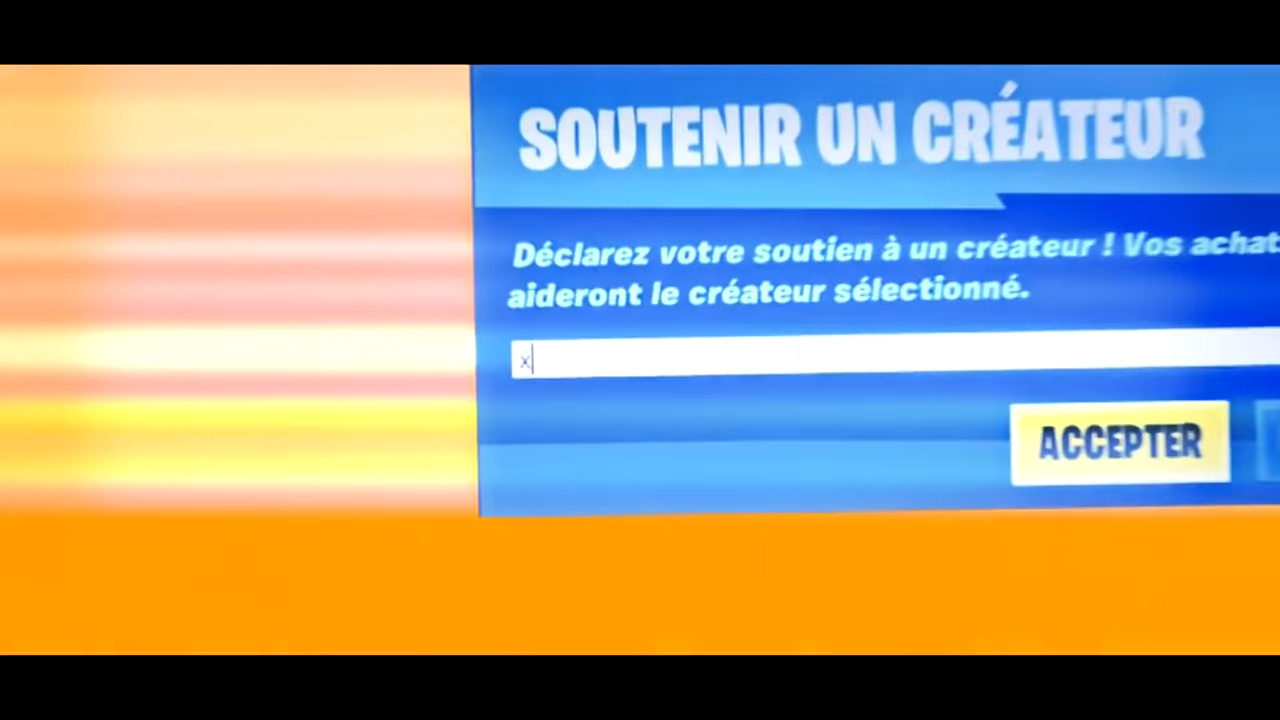 SOUTENIR UN CRÉATEUR
Déclarez votre soutien à un créateur ! Vos achat
aideront le créateur sélectionné.
x
ACCEPTER